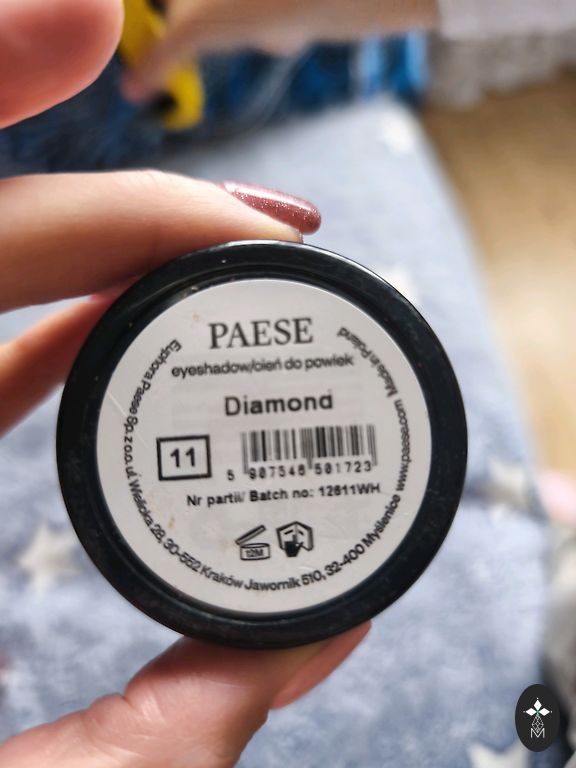 PAESE
eyeshadow/cień do powiek
Diamond
11
5 907546 501723
Nr partii/ Batch no: 12611WH
12M
Euphora Paese Sp. z o.o. ul. Wielicka 28, 30-552 Kraków Jawornik 510, 32-400 Myślenice www.paese.com Made in Poland
M